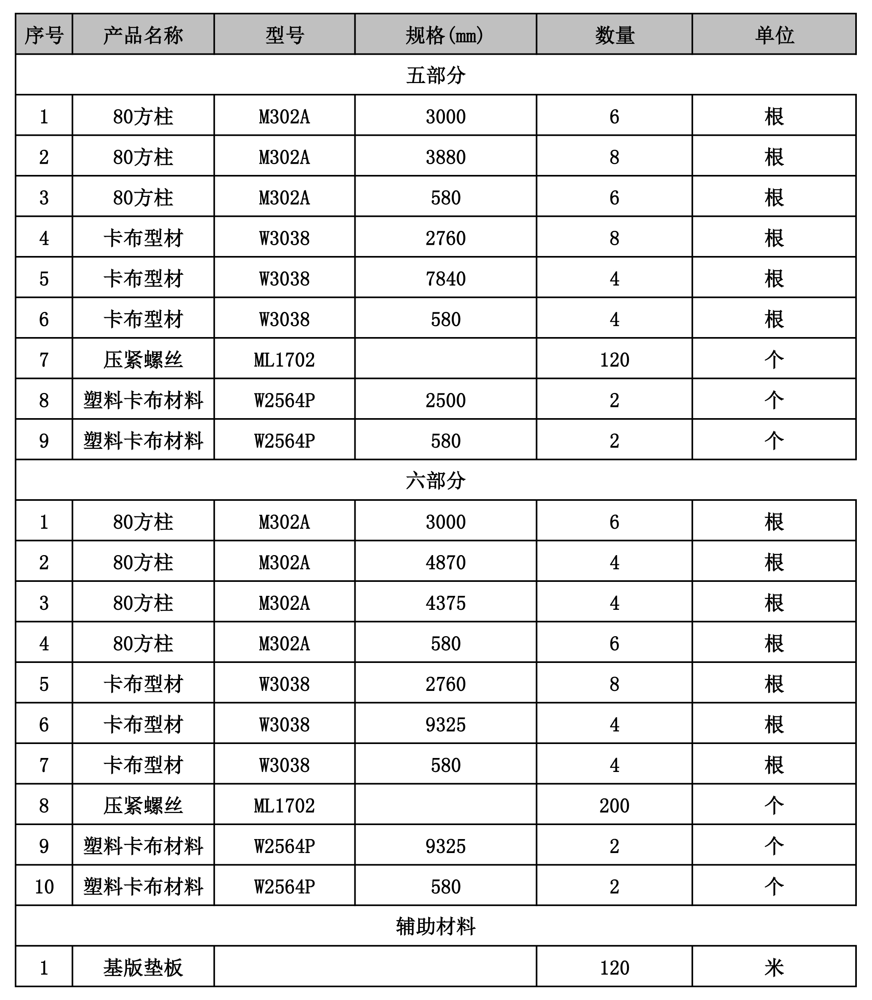 序号 产品名称 型号 规格(mm) 数量 单位
五部分
1 80方柱 M302A 3000 6 根
2 80方柱 M302A 3880 8 根
3 80方柱 M302A 580 6 根
4 卡布型材 W3038 2760 8 根
5 卡布型材 W3038 7840 4 根
6 卡布型材 W3038 580 4 根
7 压紧螺丝 ML1702 120 个
8 塑料卡布材料 W2564P 2500 2 个
9 塑料卡布材料 W2564P 580 2 个
六部分
1 80方柱 M302A 3000 6 根
2 80方柱 M302A 4870 4 根
3 80方柱 M302A 4375 4 根
4 80方柱 M302A 580 6 根
5 卡布型材 W3038 2760 8 根
6 卡布型材 W3038 9325 4 根
7 卡布型材 W3038 580 4 根
8 压紧螺丝 ML1702 200 个
9 塑料卡布材料 W2564P 9325 2 个
10 塑料卡布材料 W2564P 580 2 个
辅助材料
1 基版垫板 120 米